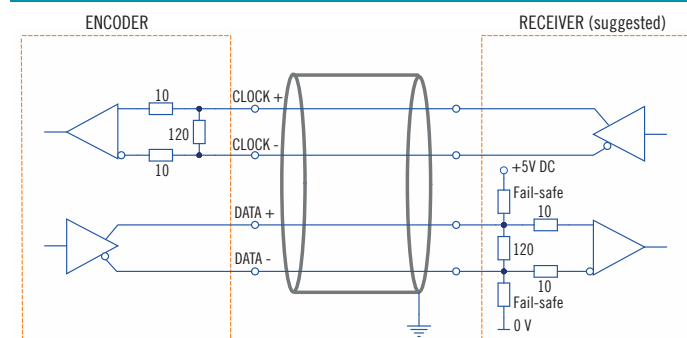 ENCODER
RECEIVER (suggested)
10
CLOCK +
120
CLOCK -
10
+5V DC
Fail-safe
DATA +
10
120
DATA -
10
Fail-safe
0 V